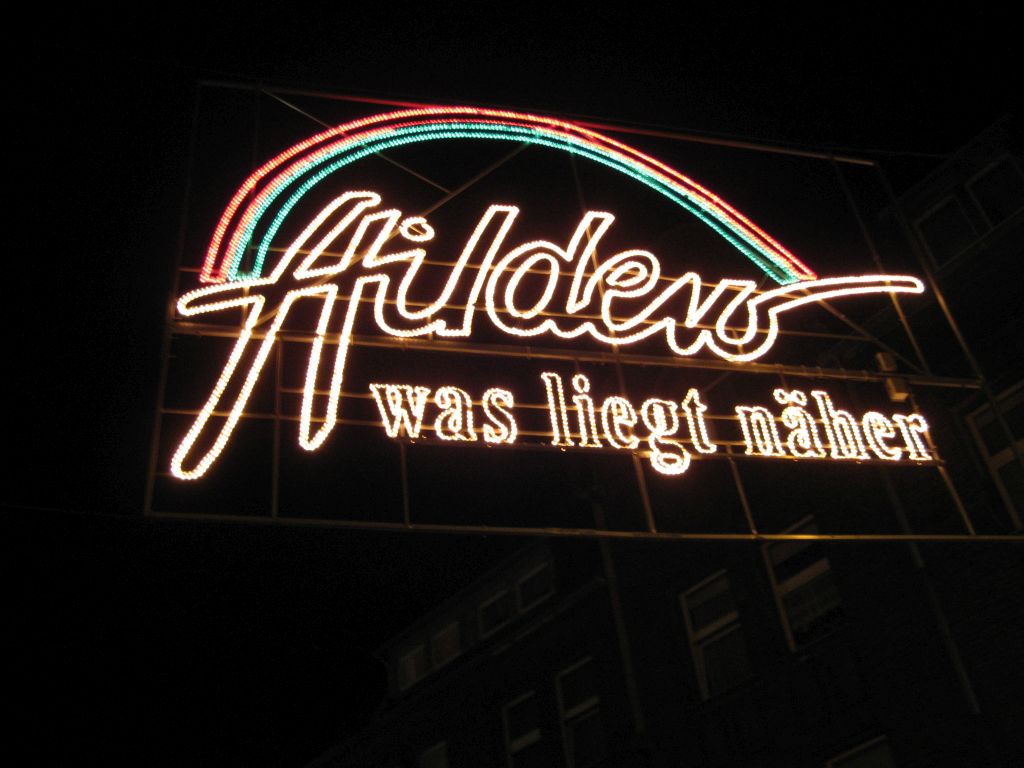 Hilden
was liegt näher